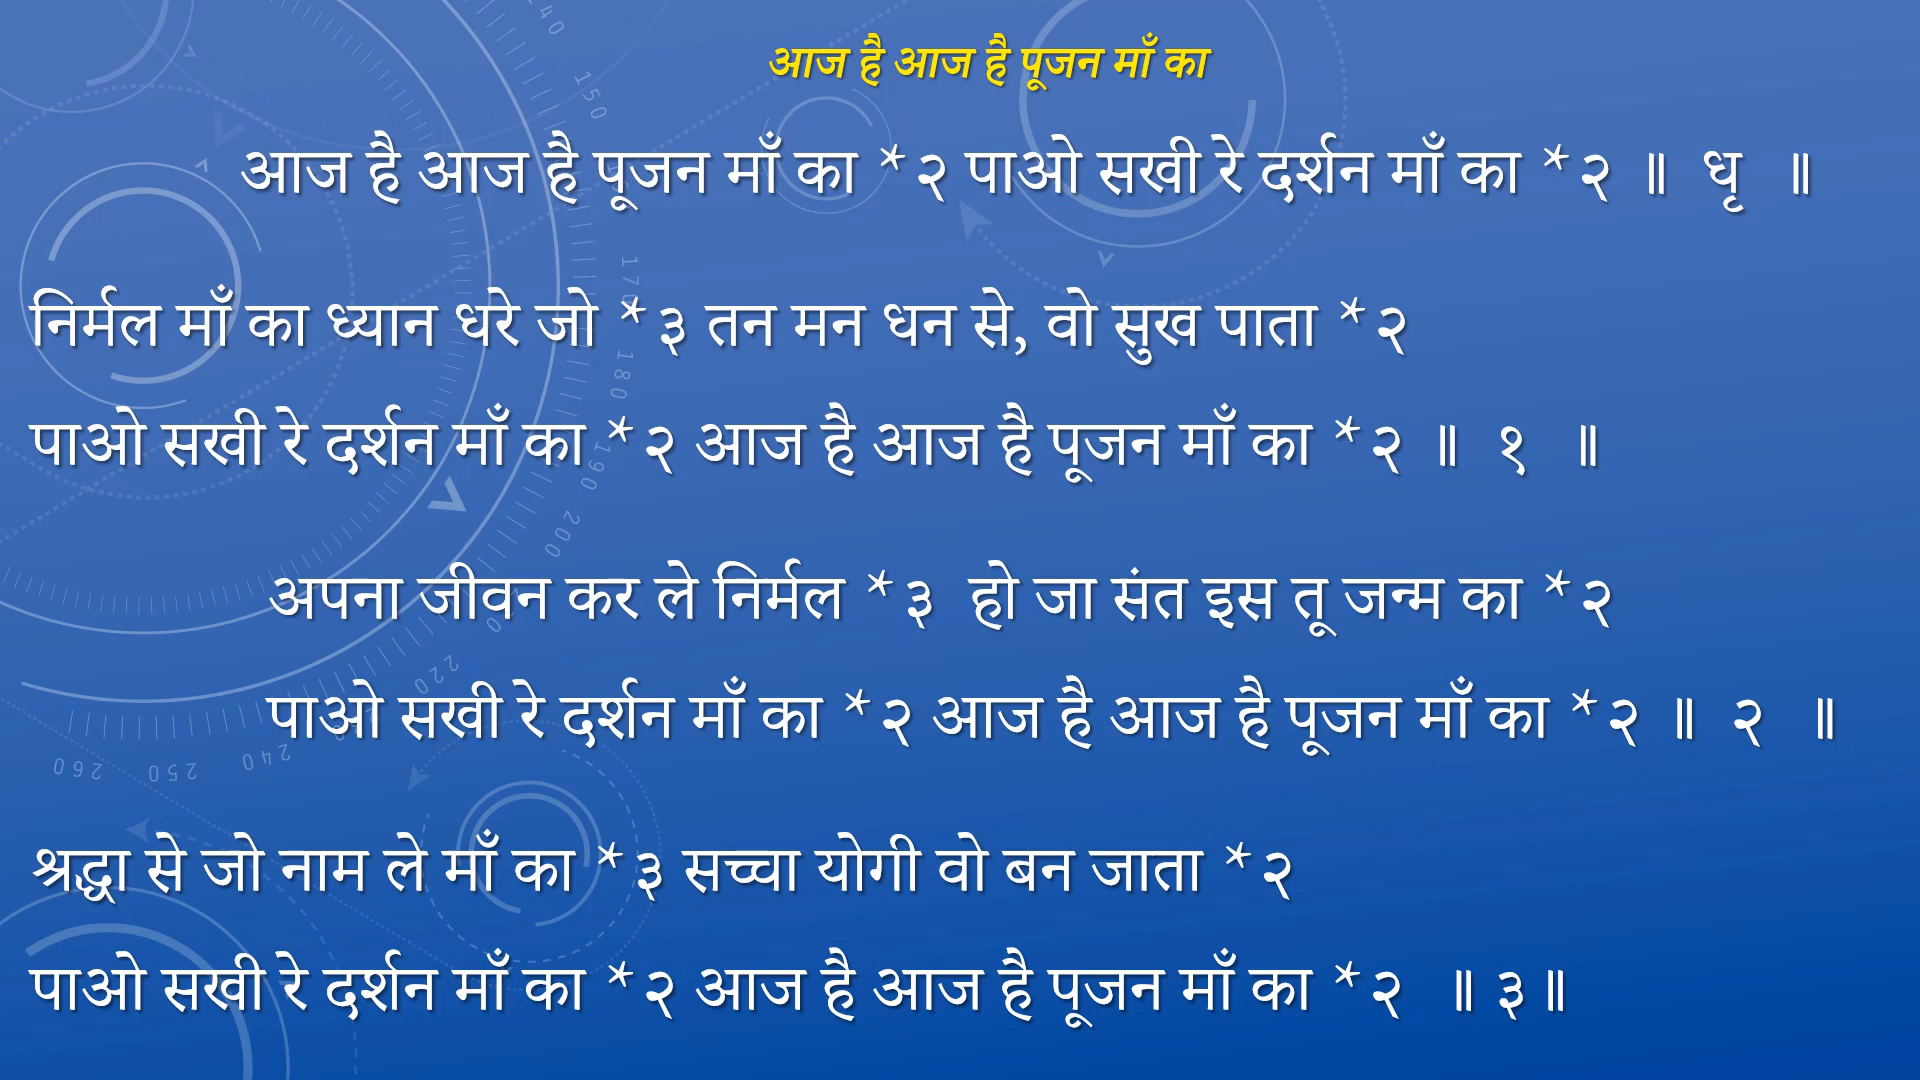 आज है आज है पूजन माँ का
आज है आज है पूजन माँ का *२ पाओ सखी रे दर्शन माँ का *२ ॥ धृ ॥
निर्मल माँ का ध्यान धरे जो *३ तन मन धन से, वो सुख पाता *२
पाओ सखी रे दर्शन माँ का *२ आज है आज है पूजन माँ का *२ ॥ १ ॥
अपना जीवन कर ले निर्मल *३ हो जा संत इस तू जन्म का *२
पाओ सखी रे दर्शन माँ का *२ आज है आज है पूजन माँ का *२ ॥ २ ॥
श्रद्धा से जो नाम ले माँ का *३ सच्चा योगी वो बन जाता *२
पाओ सखी रे दर्शन माँ का *२ आज है आज है पूजन माँ का *२ ॥ ३॥